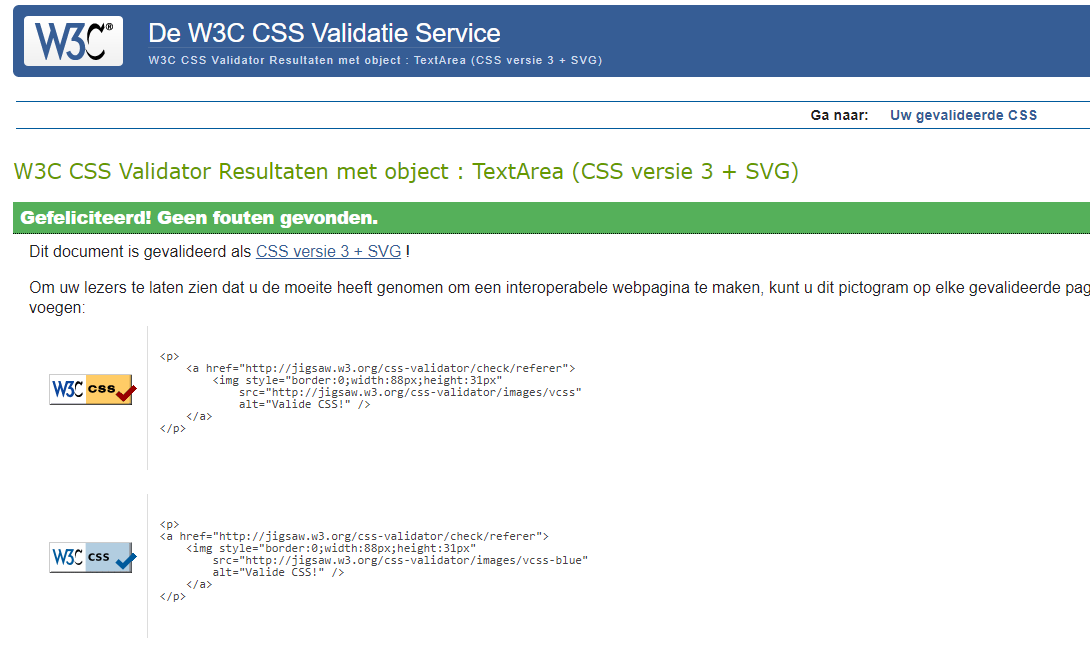 W3C®
De W3C CSS Validatie Service
W3C CSS Validator Resultaten met object : TextArea (CSS versie 3 + SVG)
Ga naar: Uw gevalideerde CSS
W3C CSS Validator Resultaten met object : TextArea (CSS versie 3 + SVG)
Gefeliciteerd! Geen fouten gevonden.
Dit document is gevalideerd als CSS versie 3 + SVG !
Om uw lezers te laten zien dat u de moeite heeft genomen om een interoperabele webpagina te maken, kunt u dit pictogram op elke gevalideerde pag
voegen:
W3C css
<p>
<a href="http://jigsaw.w3.org/css-validator/check/referer">
<img style="border:0;width:88px;height:31px"
src="http://jigsaw.w3.org/css-validator/images/vcss"
alt="Valide CSS!" />
</a>
</p>
W3C css
<p>
<a href="http://jigsaw.w3.org/css-validator/check/referer">
<img style="border:0;width:88px;height:31px"
src="http://jigsaw.w3.org/css-validator/images/vcss-blue"
alt="Valide CSS!" />
</a>
</p>